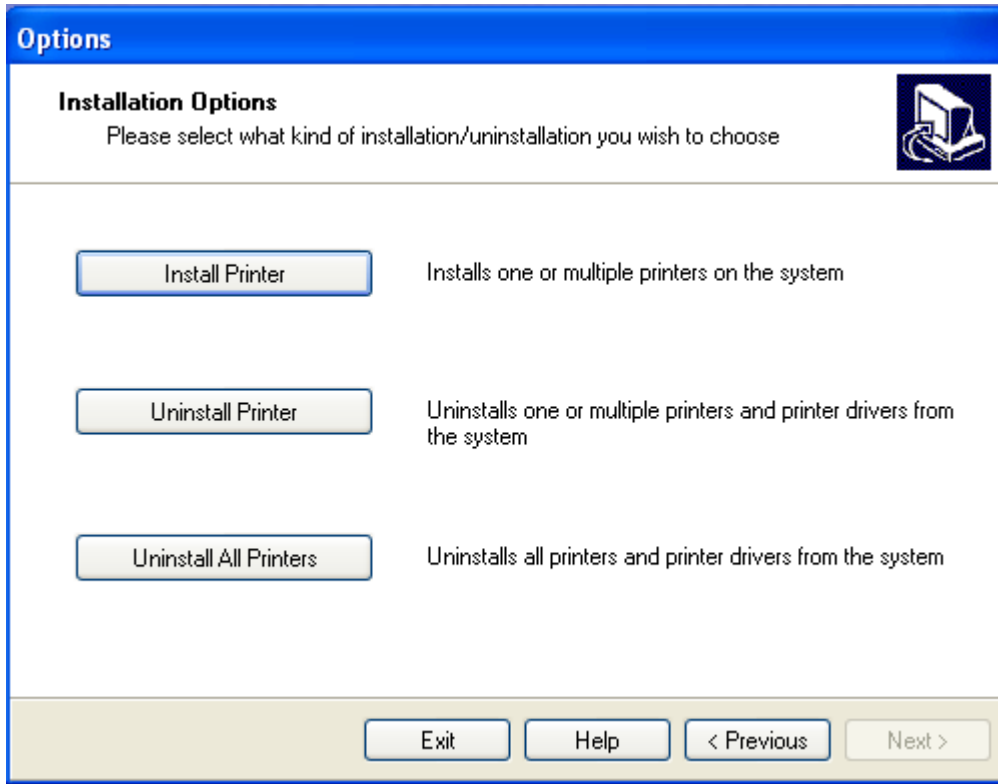 Options
Installation Options
Please select what kind of installation/uninstallation you wish to choose
Install Printer
Installs one or multiple printers on the system
Uninstall Printer
Uninstalls one or multiple printers and printer drivers from
the system
Uninstall All Printers
Uninstalls all printers and printer drivers from the system
Exit
Help
< Previous
Next >